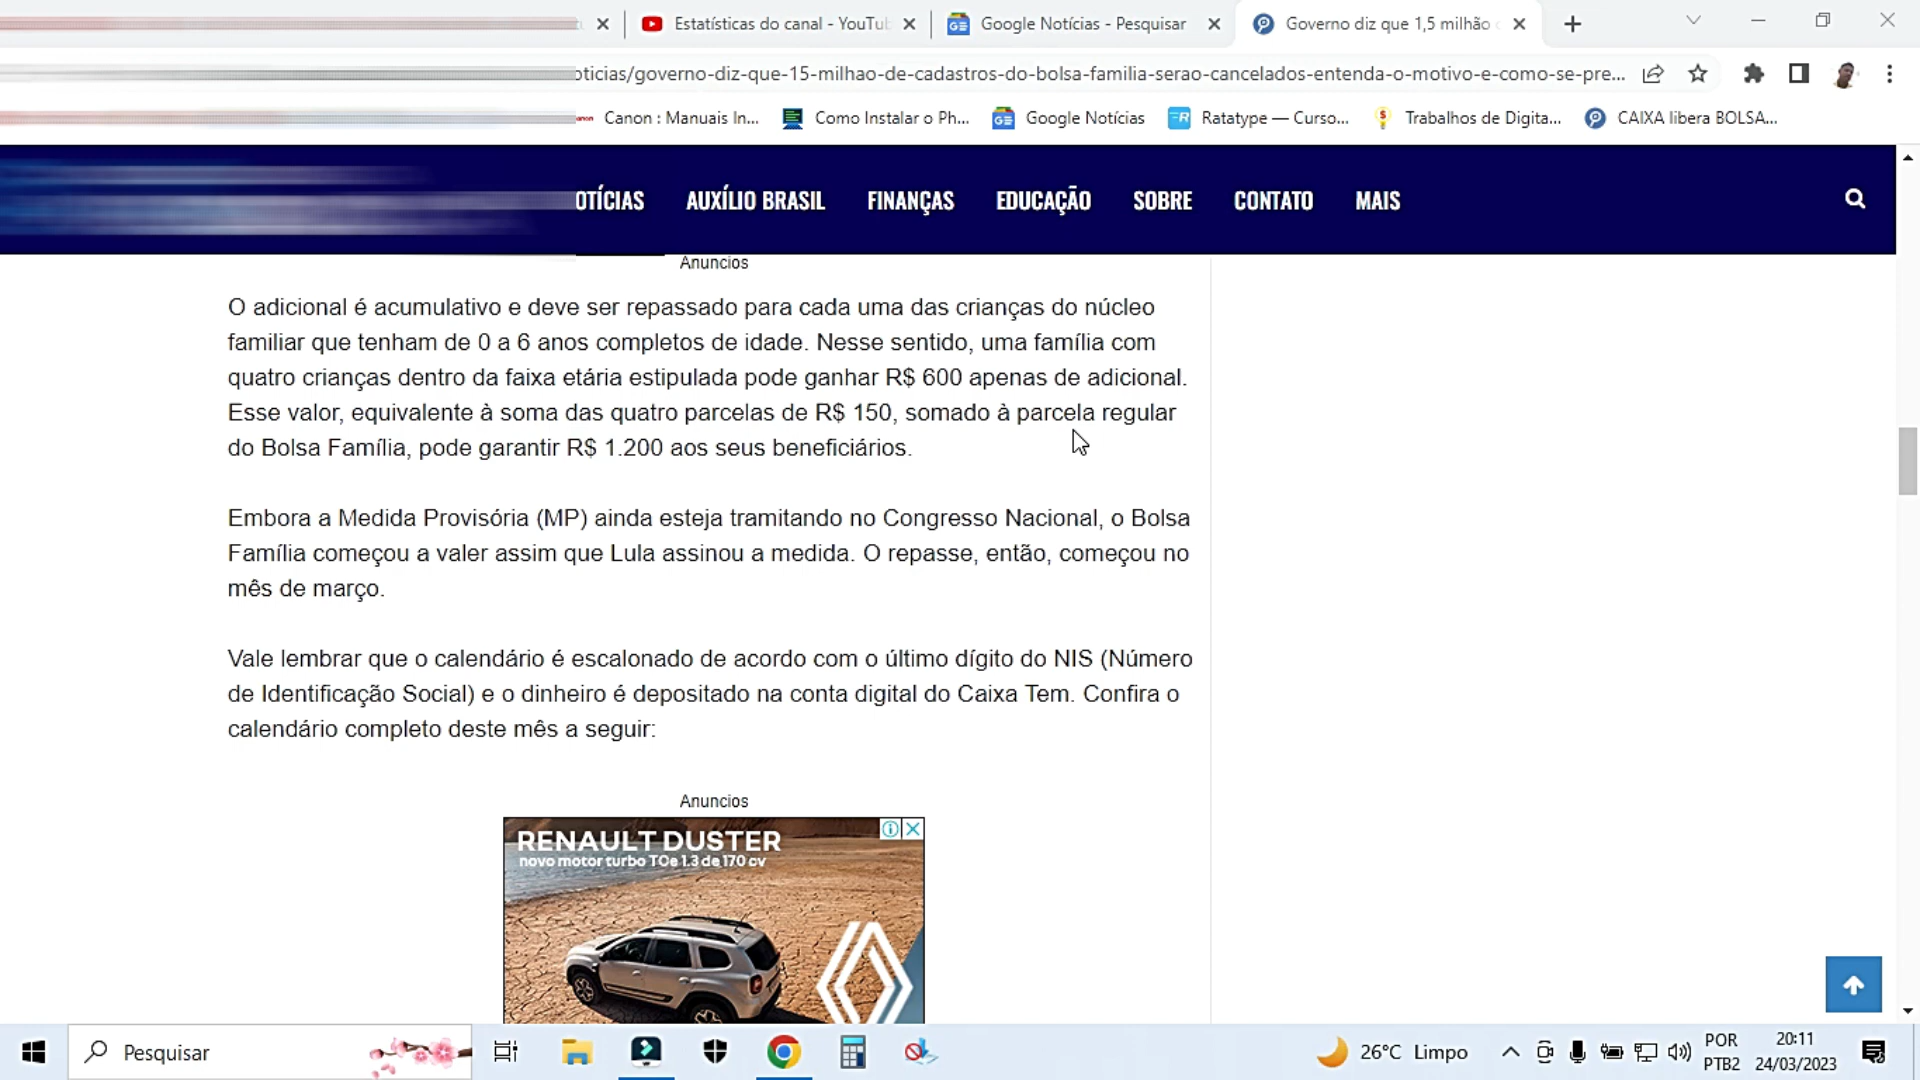 Estatísticas do canal - YouTu
Google Notícias - Pesquisar
Governo diz que 1,5 milhão
oticias/governo-diz-que-15-milhao-de-cadastros-do-bolsa-familia-serao-cancelados-entenda-o-motivo-e-como-se-pre...
Canon : Manuais In...
Como Instalar o Ph...
Google Notícias
Ratatype — Curso...
Trabalhos de Digita...
CAIXA libera BOLSA...
OTÍCIAS
AUXÍLIO BRASIL
FINANÇAS
EDUCAÇÃO
SOBRE
CONTATO
MAIS
Anuncios
O adicional é acumulativo e deve ser repassado para cada uma das crianças do núcleo
familiar que tenham de 0 a 6 anos completos de idade. Nesse sentido, uma família com
quatro crianças dentro da faixa etária estipulada pode ganhar R$ 600 apenas de adicional.
Esse valor, equivalente à soma das quatro parcelas de R$ 150, somado à parcela regular
do Bolsa Família, pode garantir R$ 1.200 aos seus beneficiários.
Embora a Medida Provisória (MP) ainda esteja tramitando no Congresso Nacional, o Bolsa
Família começou a valer assim que Lula assinou a medida. O repasse, então, começou no
mês de março.
Vale lembrar que o calendário é escalonado de acordo com o último dígito do NIS (Número
de Identificação Social) e o dinheiro é depositado na conta digital do Caixa Tem. Confira o
calendário completo deste mês a seguir:
Anuncios
RENAULT DUSTER
novo motor turbo TCe 1.3 de 170 cv
Pesquisar
26°C Limpo
POR
PTB2
20:11
24/03/2023